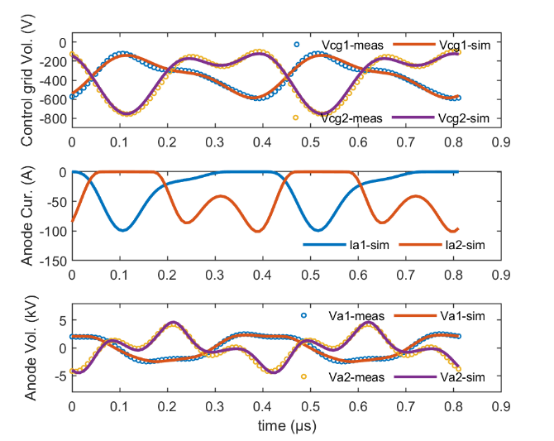 Control grid Vol. (V)
0
-200
-400
-600
-800
Vcg1-meas Vcg1-sim
Vcg2-meas Vcg2-sim
0 0.1 0.2 0.3 0.4 0.5 0.6 0.7 0.8 0.9
Anode Cur. (A)
0
-50
-100
-150
Ia1-sim Ia2-sim
0 0.1 0.2 0.3 0.4 0.5 0.6 0.7 0.8 0.9
Anode Vol. (kV)
5
0
-5
Va1-meas Va1-sim
Va2-meas Va2-sim
0 0.1 0.2 0.3 0.4 0.5 0.6 0.7 0.8 0.9
time (μs)